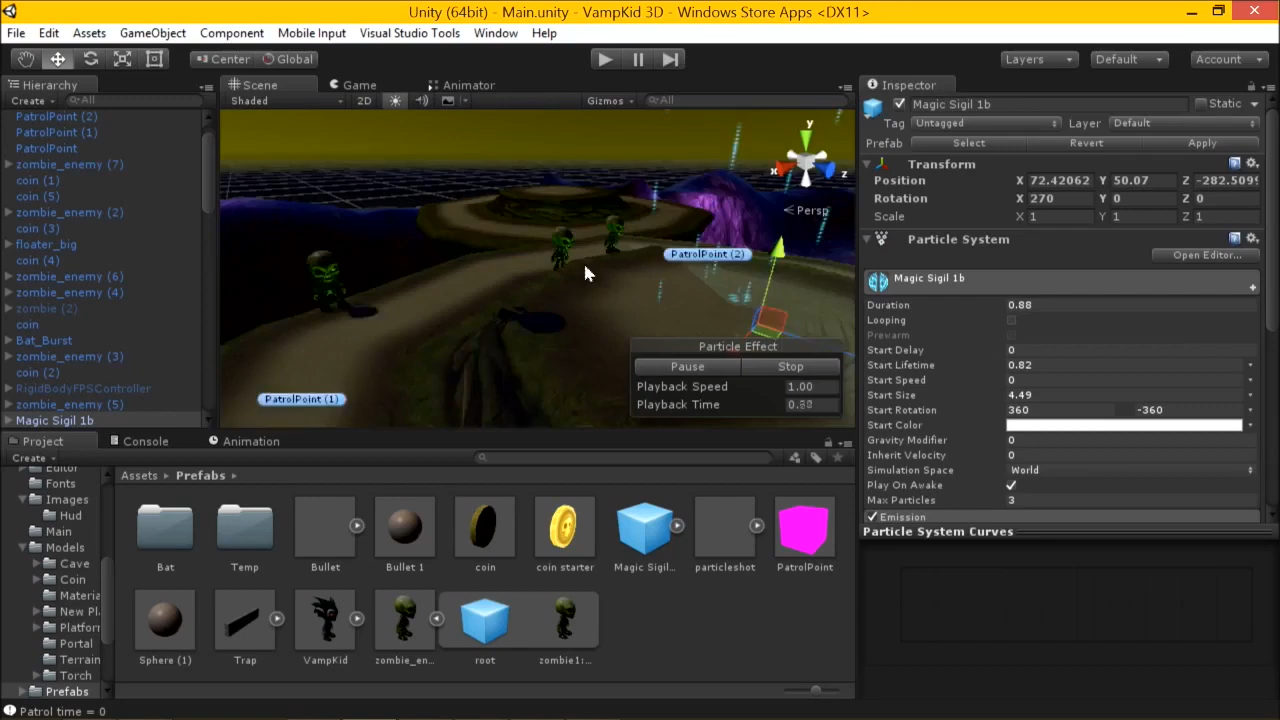 Unity (64bit) - Main.unity - VampKid 3D - Windows Store Apps <DX11>
File Edit Assets GameObject Component Mobile Input Visual Studio Tools Window Help
Center Global Layers Default Account
Hierarchy
Create All
PatrolPoint (2)
PatrolPoint (1)
PatrolPoint
zombie_enemy (7)
coin (1)
coin (5)
zombie_enemy (2)
coin (3)
floater_big
coin (4)
zombie_enemy (6)
zombie_enemy (4)
zombie (2)
coin
Bat_Burst
zombie_enemy (3)
coin (2)
RigidBodyFPSController
zombie_enemy (5)
Magic Sigil 1b
Scene Game Animator
Shaded 2D Gizmos All
y
x z
Persp
PatrolPoint (2)
PatrolPoint (1)
Particle Effect
Pause Stop
Playback Speed 1.00
Playback Time
Inspector
Magic Sigil 1b Static
Tag Untagged Layer Default
Prefab Select Revert Apply
Transform
Position X 72.42062 Y 50.07 Z -282.5099
Rotation X 270 Y 0 Z 0
Scale X 1 Y 1 Z 1
Particle System
Open Editor...
Magic Sigil 1b
Duration 0.88
Looping
Prewarm
Start Delay 0
Start Lifetime 0.82
Start Speed 0
Start Size 4.49
Start Rotation 360 -360
Start Color
Gravity Modifier 0
Inherit Velocity 0
Simulation Space World
Play On Awake
Max Particles 3
Emission
Particle System Curves
Project Console Animation
Create
Editor
Fonts
Images
Hud
Main
Models
Cave
Coin
Materia
New Pl
Platfor
Portal
Terrain
Torch
Prefabs
Assets Prefabs
Bat Temp Bullet Bullet 1 coin coin starter Magic Sigil... particleshot PatrolPoint
Sphere (1) Trap VampKid zombie_en... root zombie1:...
Patrol time = 0